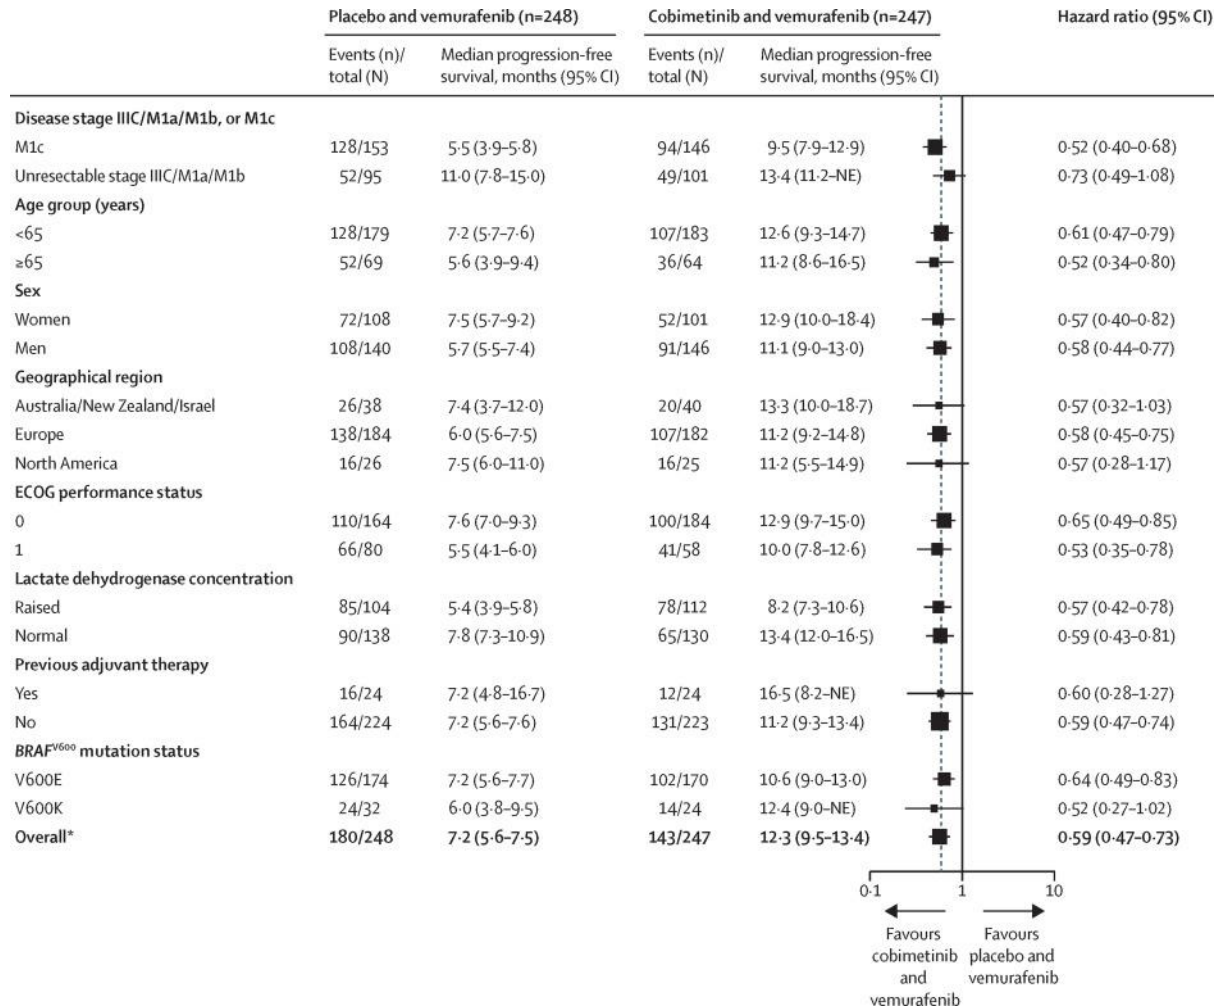 Placebo and vemurafenib (n=248) Cobimetinib and vemurafenib (n=247) Hazard ratio (95% CI)
Events (n)/ Median progression-free Events (n)/ Median progression-free
total (N) survival, months (95% CI) total (N) survival, months (95% CI)
Disease stage IIIC/M1a/M1b, or M1c
M1c 128/153 5·5 (3·9–5·8) 94/146 9·5 (7·9–12·9) 0·52 (0·40–0·68)
Unresectable stage IIIC/M1a/M1b 52/95 11·0 (7·8–15·0) 49/101 13·4 (11·2–NE) 0·73 (0·49–1·08)
Age group (years)
<65 128/179 7·2 (5·7–7·6) 107/183 12·6 (9·3–14·7) 0·61 (0·47–0·79)
≥65 52/69 5·6 (3·9–9·4) 36/64 11·2 (8·6–16·5) 0·52 (0·34–0·80)
Sex
Women 72/108 7·5 (5·7–9·2) 52/101 12·9 (10·0–18·4) 0·57 (0·40–0·82)
Men 108/140 5·7 (5·5–7·4) 91/146 11·1 (9·0–13·0) 0·58 (0·44–0·77)
Geographical region
Australia/New Zealand/Israel 26/38 7·4 (3·7–12·0) 20/40 13·3 (10·0–18·7) 0·57 (0·32–1·03)
Europe 138/184 6·0 (5·6–7·5) 107/182 11·2 (9·2–14·8) 0·58 (0·45–0·75)
North America 16/26 7·5 (6·0–11·0) 16/25 11·2 (5·5–14·9) 0·57 (0·28–1·17)
ECOG performance status
0 110/164 7·6 (7·0–9·3) 100/184 12·9 (9·7–15·0) 0·65 (0·49–0·85)
1 66/80 5·5 (4·1–6·0) 41/58 10·0 (7·8–12·6) 0·53 (0·35–0·78)
Lactate dehydrogenase concentration
Raised 85/104 5·4 (3·9–5·8) 78/112 8·2 (7·3–10·6) 0·57 (0·42–0·78)
Normal 90/138 7·8 (7·3–10·9) 65/130 13·4 (12·0–16·5) 0·59 (0·43–0·81)
Previous adjuvant therapy
Yes 16/24 7·2 (4·8–16·7) 12/24 16·5 (8·2–NE) 0·60 (0·28–1·27)
No 164/224 7·2 (5·6–7·6) 131/223 11·2 (9·3–13·4) 0·59 (0·47–0·74)
BRAFV600 mutation status
V600E 126/174 7·2 (5·6–7·7) 102/170 10·6 (9·0–13·0) 0·64 (0·49–0·83)
V600K 24/32 6·0 (3·8–9·5) 14/24 12·4 (9·0–NE) 0·52 (0·27–1·02)
Overall* 180/248 7·2 (5·6–7·5) 143/247 12·3 (9·5–13·4) 0·59 (0·47–0·73)
0·1 1 10
Favours Favours
cobimetinib placebo and
and vemurafenib
vemurafenib